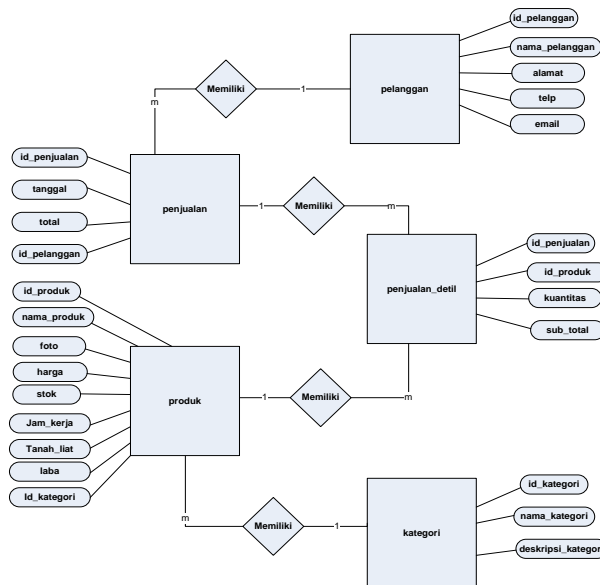 id_pelanggan
nama_pelanggan
alamat
telp
email
pelanggan
Memiliki
1
m
id_penjualan
tanggal
total
id_pelanggan
penjualan
1
Memiliki
m
penjualan_detil
id_penjualan
id_produk
kuantitas
sub_total
id_produk
nama_produk
foto
harga
stok
Jam_kerja
Tanah_liat
laba
Id_kategori
produk
1
Memiliki
m
m
Memiliki
1
kategori
id_kategori
nama_kategori
deskripsi_kategori